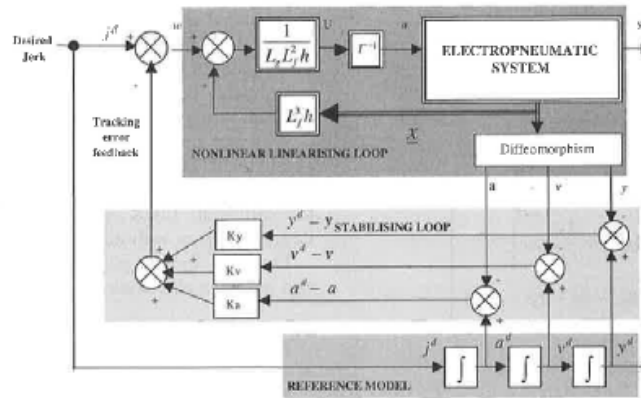 Desired
Jerk
j^d
w
1
L_g L_f^2 h
U
Γ^{-1}
u
ELECTROPNEUMATIC
SYSTEM
Tracking
error
feedback
L_f^3 h
x
NONLINEAR LINEARISING LOOP
Diffeomorphism
a
v
y
y^d – y
STABILISING LOOP
Ky
v^d – v
Kv
a^d – a
Ka
j^d
∫
a^d
∫
v^d
∫
y^d
REFERENCE MODEL